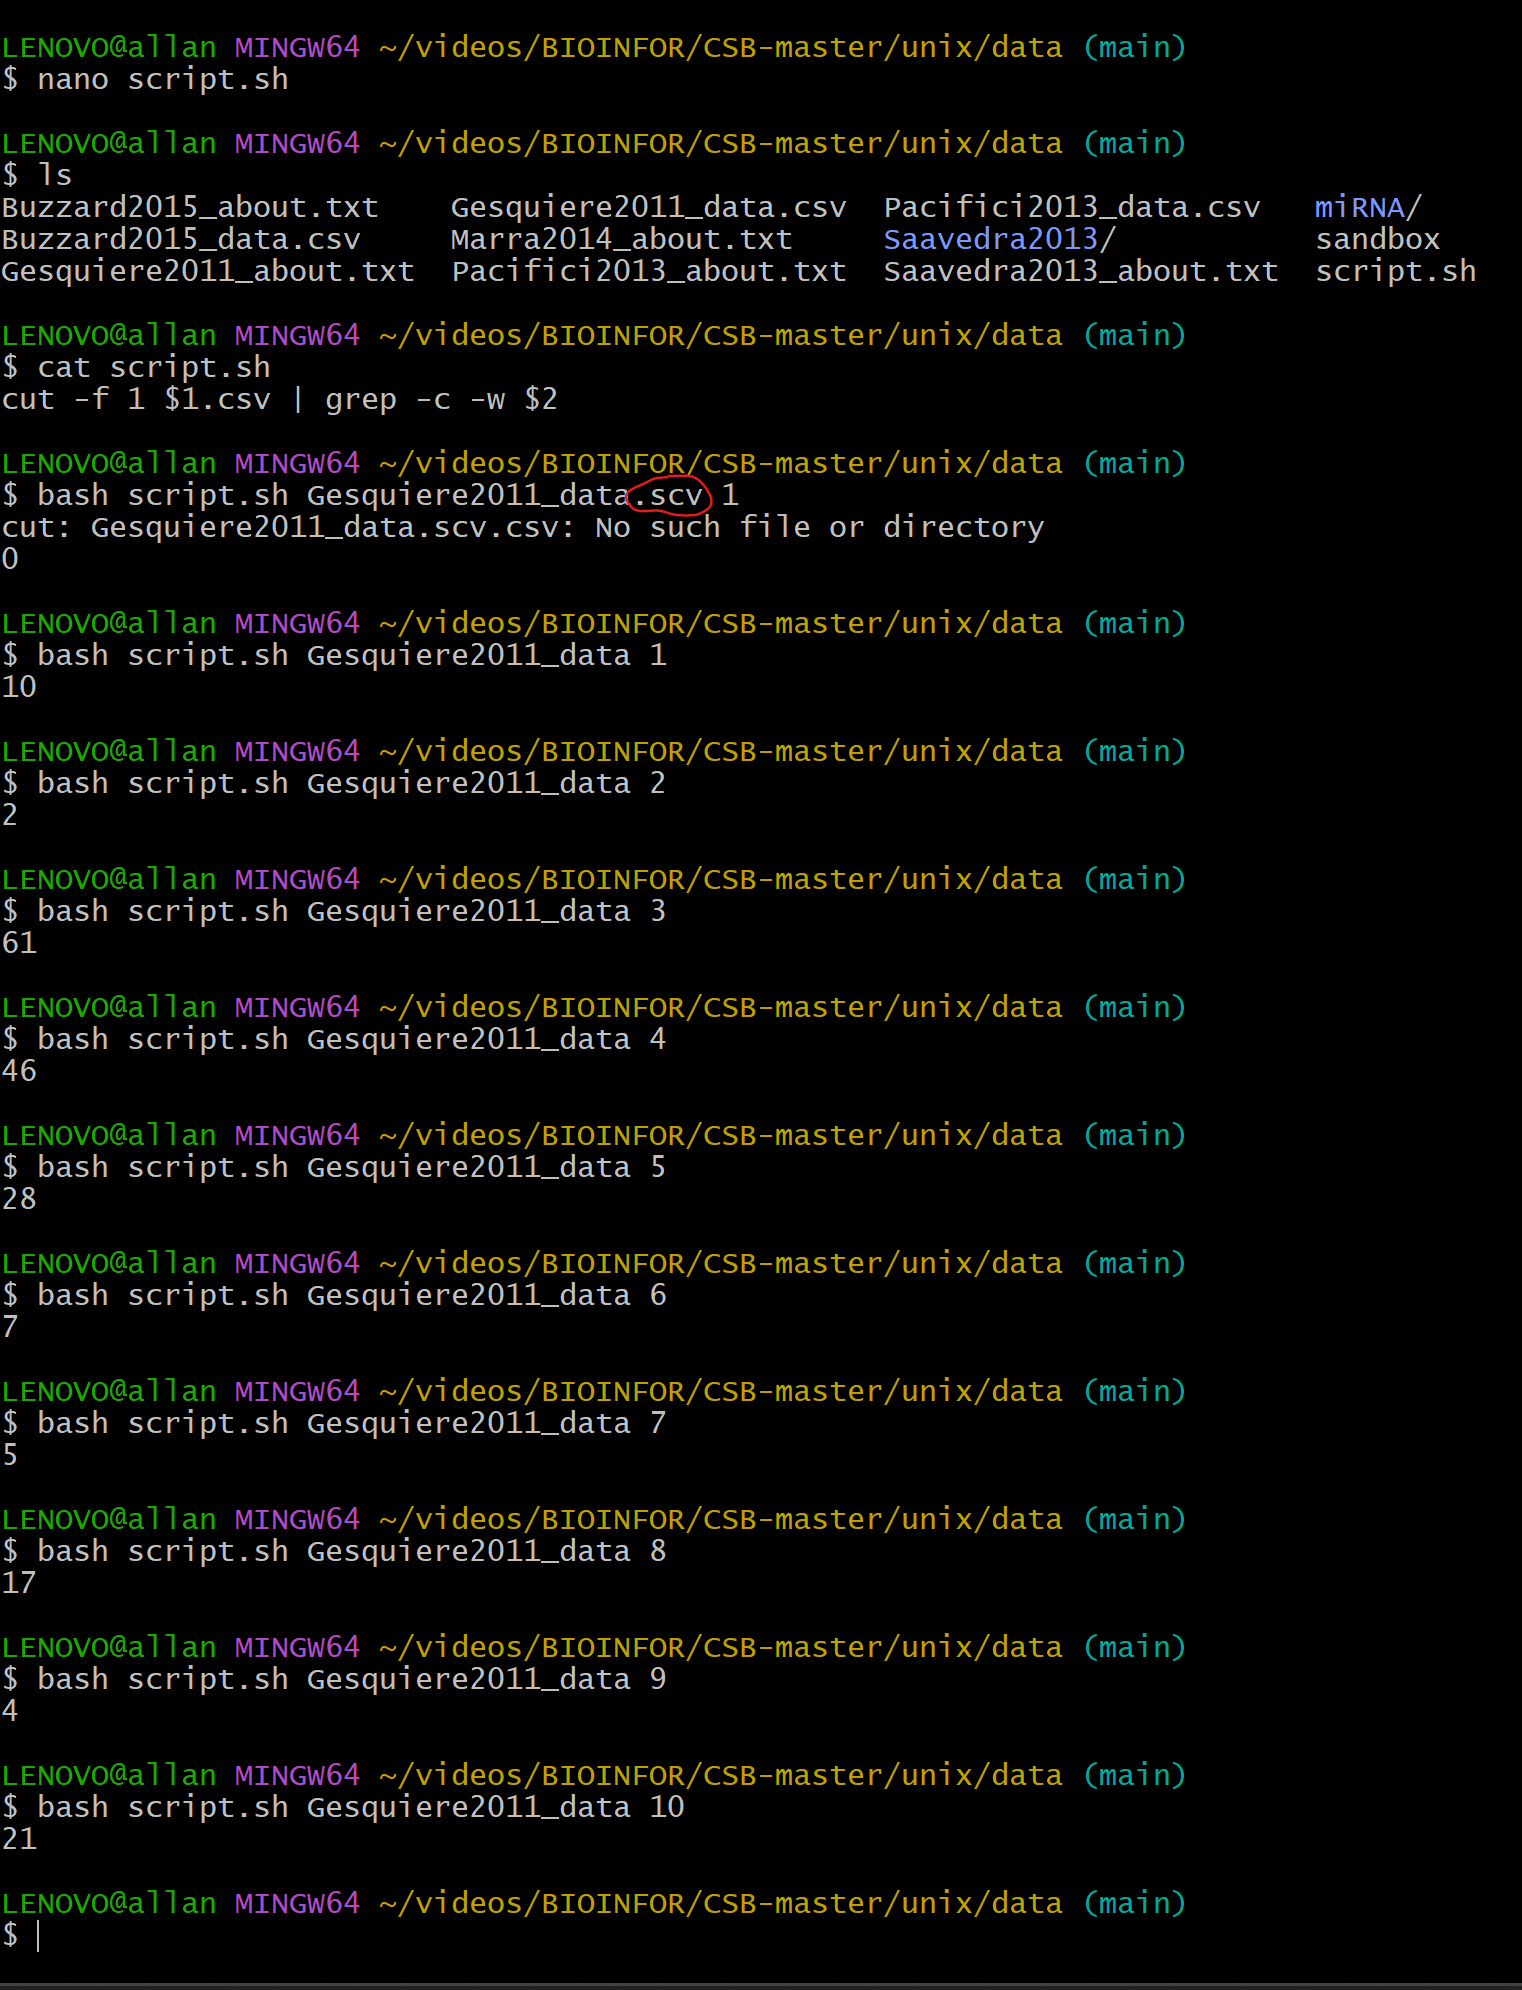 LENOVO@allan MINGW64 ~/videos/BIOINFOR/CSB-master/unix/data (main)
$ nano script.sh
LENOVO@allan MINGW64 ~/videos/BIOINFOR/CSB-master/unix/data (main)
$ ls
Buzzard2015_about.txt    Gesquiere2011_data.csv  Pacifici2013_data.csv   miRNA/
Buzzard2015_data.csv     Marra2014_about.txt     Saavedra2013/           sandbox
Gesquiere2011_about.txt  Pacifici2013_about.txt  Saavedra2013_about.txt  script.sh
LENOVO@allan MINGW64 ~/videos/BIOINFOR/CSB-master/unix/data (main)
$ cat script.sh
cut -f 1 $1.csv | grep -c -w $2
LENOVO@allan MINGW64 ~/videos/BIOINFOR/CSB-master/unix/data (main)
$ bash script.sh Gesquiere2011_data.scv 1
cut: Gesquiere2011_data.scv.csv: No such file or directory
0
LENOVO@allan MINGW64 ~/videos/BIOINFOR/CSB-master/unix/data (main)
$ bash script.sh Gesquiere2011_data 1
10
LENOVO@allan MINGW64 ~/videos/BIOINFOR/CSB-master/unix/data (main)
$ bash script.sh Gesquiere2011_data 2
2
LENOVO@allan MINGW64 ~/videos/BIOINFOR/CSB-master/unix/data (main)
$ bash script.sh Gesquiere2011_data 3
61
LENOVO@allan MINGW64 ~/videos/BIOINFOR/CSB-master/unix/data (main)
$ bash script.sh Gesquiere2011_data 4
46
LENOVO@allan MINGW64 ~/videos/BIOINFOR/CSB-master/unix/data (main)
$ bash script.sh Gesquiere2011_data 5
28
LENOVO@allan MINGW64 ~/videos/BIOINFOR/CSB-master/unix/data (main)
$ bash script.sh Gesquiere2011_data 6
7
LENOVO@allan MINGW64 ~/videos/BIOINFOR/CSB-master/unix/data (main)
$ bash script.sh Gesquiere2011_data 7
5
LENOVO@allan MINGW64 ~/videos/BIOINFOR/CSB-master/unix/data (main)
$ bash script.sh Gesquiere2011_data 8
17
LENOVO@allan MINGW64 ~/videos/BIOINFOR/CSB-master/unix/data (main)
$ bash script.sh Gesquiere2011_data 9
4
LENOVO@allan MINGW64 ~/videos/BIOINFOR/CSB-master/unix/data (main)
$ bash script.sh Gesquiere2011_data 10
21
LENOVO@allan MINGW64 ~/videos/BIOINFOR/CSB-master/unix/data (main)
$